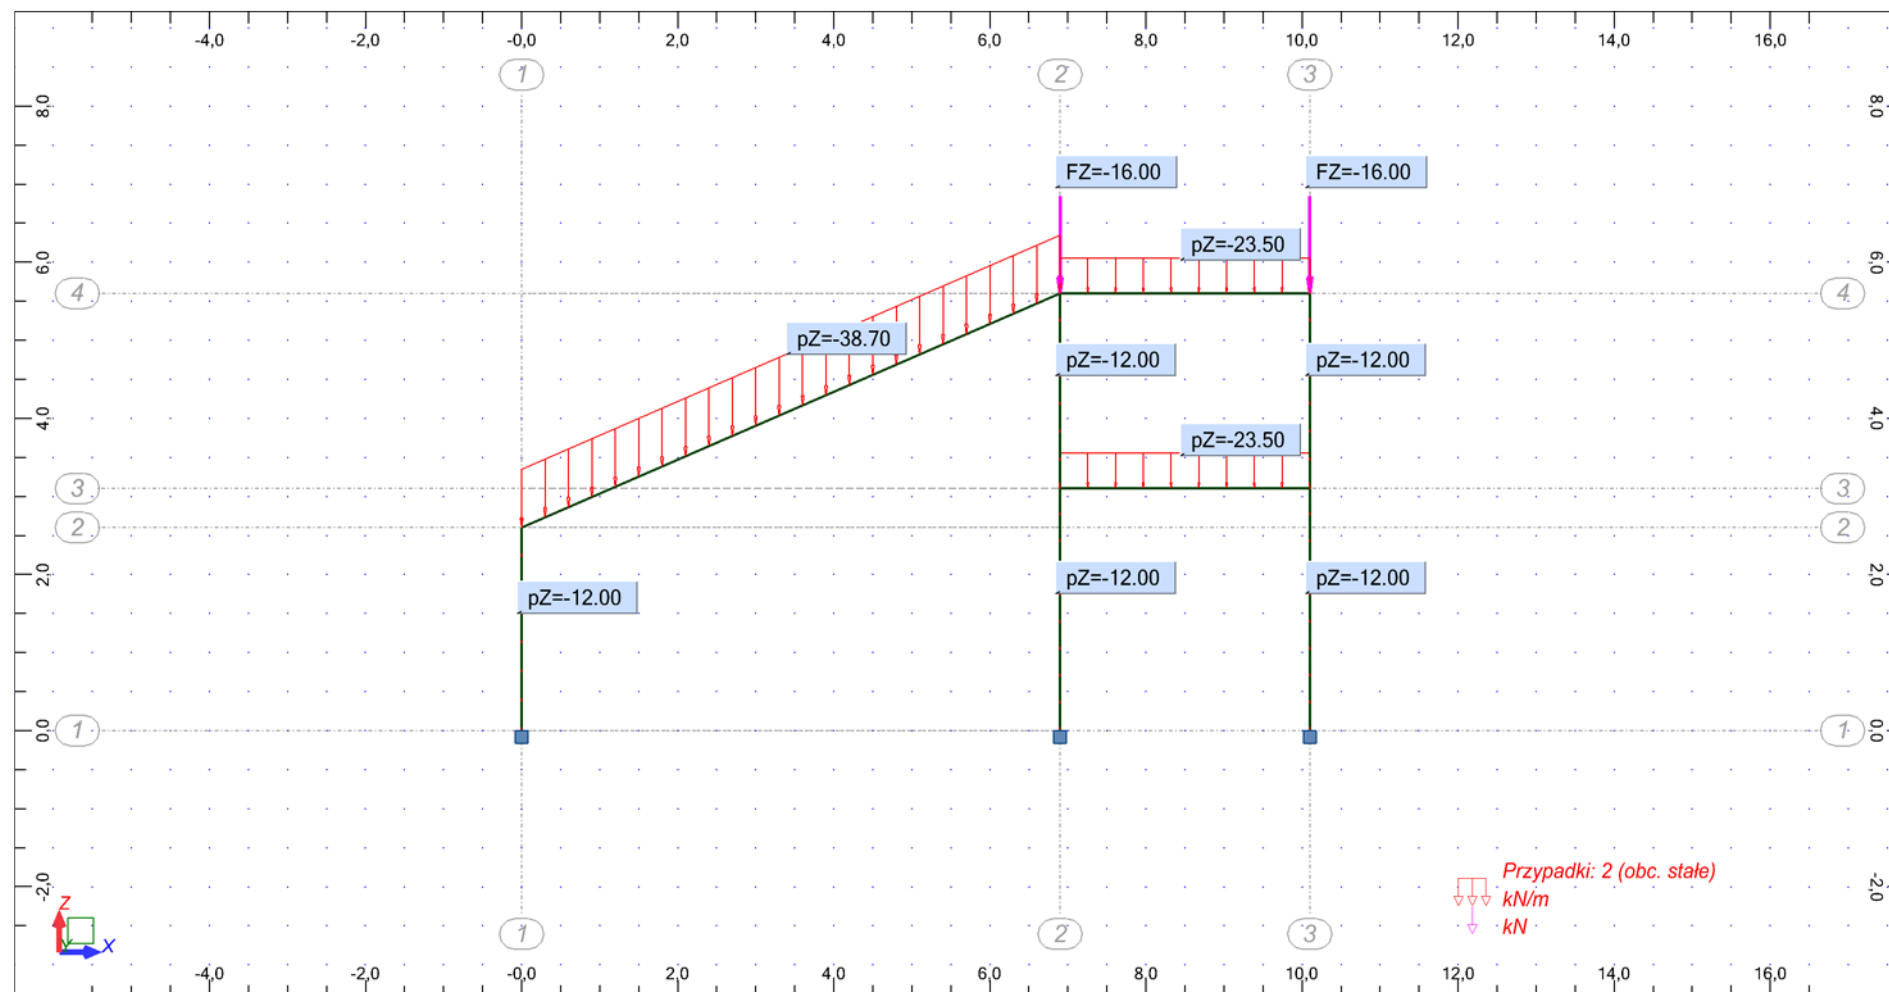 -4,0 -2,0 -0,0 2,0 4,0 6,0 8,0 10,0 12,0 14,0 16,0
1 2 3
8,0 8,0
FZ=-16.00 FZ=-16.00
pZ=-23.50
6,0 6,0
4 4
pZ=-38.70
pZ=-12.00 pZ=-12.00
4,0 4,0
pZ=-23.50
3 3
2 2
2,0 2,0
pZ=-12.00 pZ=-12.00
pZ=-12.00
0,0 1 1 0,0
Przypadki: 2 (obc. stałe)
-2,0 -2,0
kN/m
Z
kN
1 2 3
Y X
-4,0 -2,0 -0,0 2,0 4,0 6,0 8,0 10,0 12,0 14,0 16,0